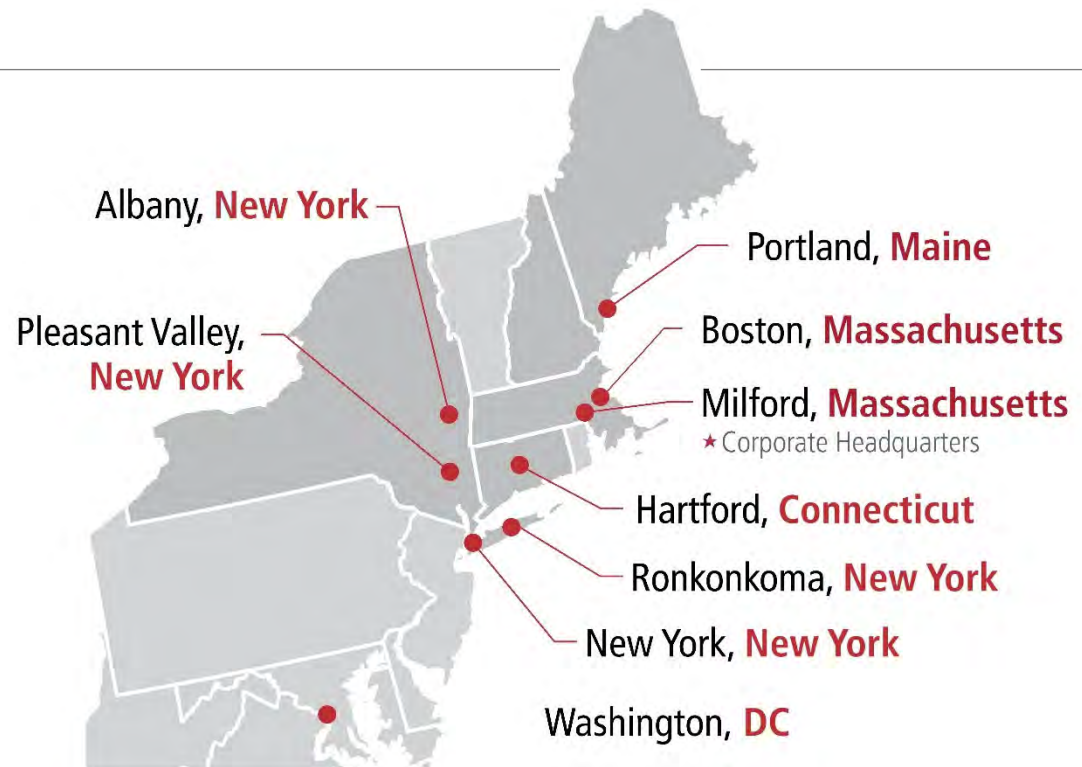 Albany, New York
Pleasant Valley,
New York
Portland, Maine
Boston, Massachusetts
Milford, Massachusetts
★ Corporate Headquarters
Hartford, Connecticut
Ronkonkoma, New York
New York, New York
Washington, DC